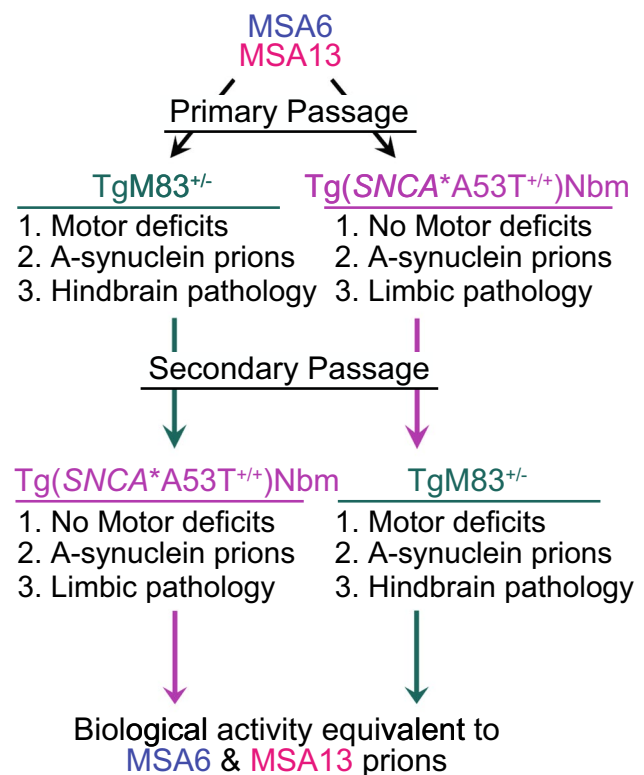 MSA6
MSA13
Primary Passage
TgM83+/-
1. Motor deficits
2. A-synuclein prions
3. Hindbrain pathology
Tg(SNCA*A53T+/+)Nbm
1. No Motor deficits
2. A-synuclein prions
3. Limbic pathology
Secondary Passage
Tg(SNCA*A53T+/+)Nbm
1. No Motor deficits
2. A-synuclein prions
3. Limbic pathology
TgM83+/-
1. Motor deficits
2. A-synuclein prions
3. Hindbrain pathology
Biological activity equivalent to
MSA6 & MSA13 prions